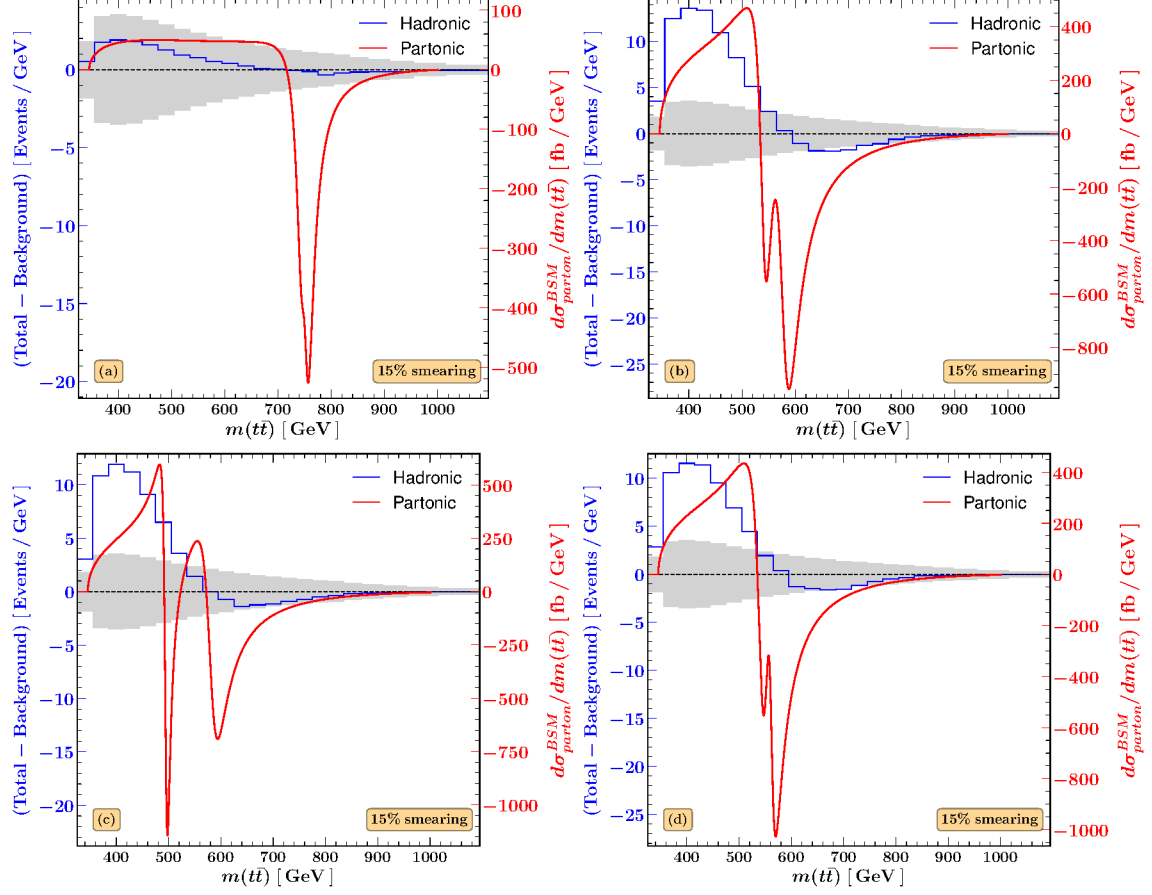 (Total − Background) [ Events / GeV ]
5
0
−5
−10
−15
−20
Hadronic
Partonic
100
0
−100
−200
−300
−400
−500
dσ^{BSM}_{parton}/dm(tt̄) [ fb / GeV ]
(a)
15% smearing
400 500 600 700 800 900 1000
m(tt̄) [ GeV ]
(Total − Background) [ Events / GeV ]
10
5
0
−5
−10
−15
−20
−25
Hadronic
Partonic
400
200
0
−200
−400
−600
−800
dσ^{BSM}_{parton}/dm(tt̄) [ fb / GeV ]
(b)
15% smearing
400 500 600 700 800 900 1000
m(tt̄) [ GeV ]
(Total − Background) [ Events / GeV ]
10
5
0
−5
−10
−15
−20
Hadronic
Partonic
500
250
0
−250
−500
−750
−1000
dσ^{BSM}_{parton}/dm(tt̄) [ fb / GeV ]
(c)
15% smearing
400 500 600 700 800 900 1000
m(tt̄) [ GeV ]
(Total − Background) [ Events / GeV ]
10
5
0
−5
−10
−15
−20
−25
Hadronic
Partonic
400
200
0
−200
−400
−600
−800
−1000
dσ^{BSM}_{parton}/dm(tt̄) [ fb / GeV ]
(d)
15% smearing
400 500 600 700 800 900 1000
m(tt̄) [ GeV ]